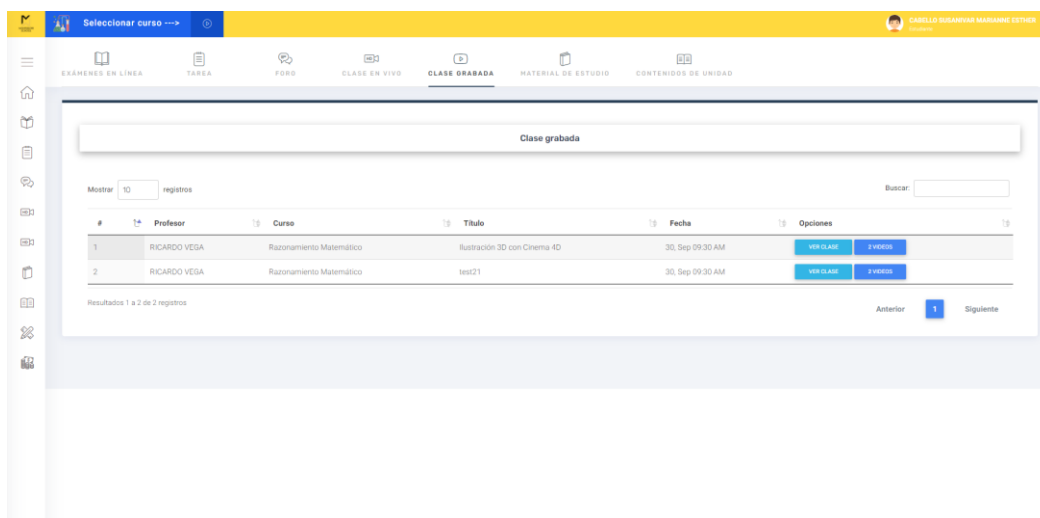 Seleccionar curso --->
CABELLO SUSANIVAR MARIANNE ESTHER
EXÁMENES EN LÍNEA TAREA FORO CLASE EN VIVO CLASE GRABADA MATERIAL DE ESTUDIO CONTENIDOS DE UNIDAD
Clase grabada
Mostrar 10 registros Buscar:
# Profesor Curso Título Fecha Opciones
1 RICARDO VEGA Razonamiento Matemático Ilustración 3D con Cinema 4D 30, Sep 09:30 AM VER CLASE 2 VIDEOS
2 RICARDO VEGA Razonamiento Matemático test21 30, Sep 09:30 AM VER CLASE 2 VIDEOS
Resultados 1 a 2 de 2 registros
Anterior 1 Siguiente